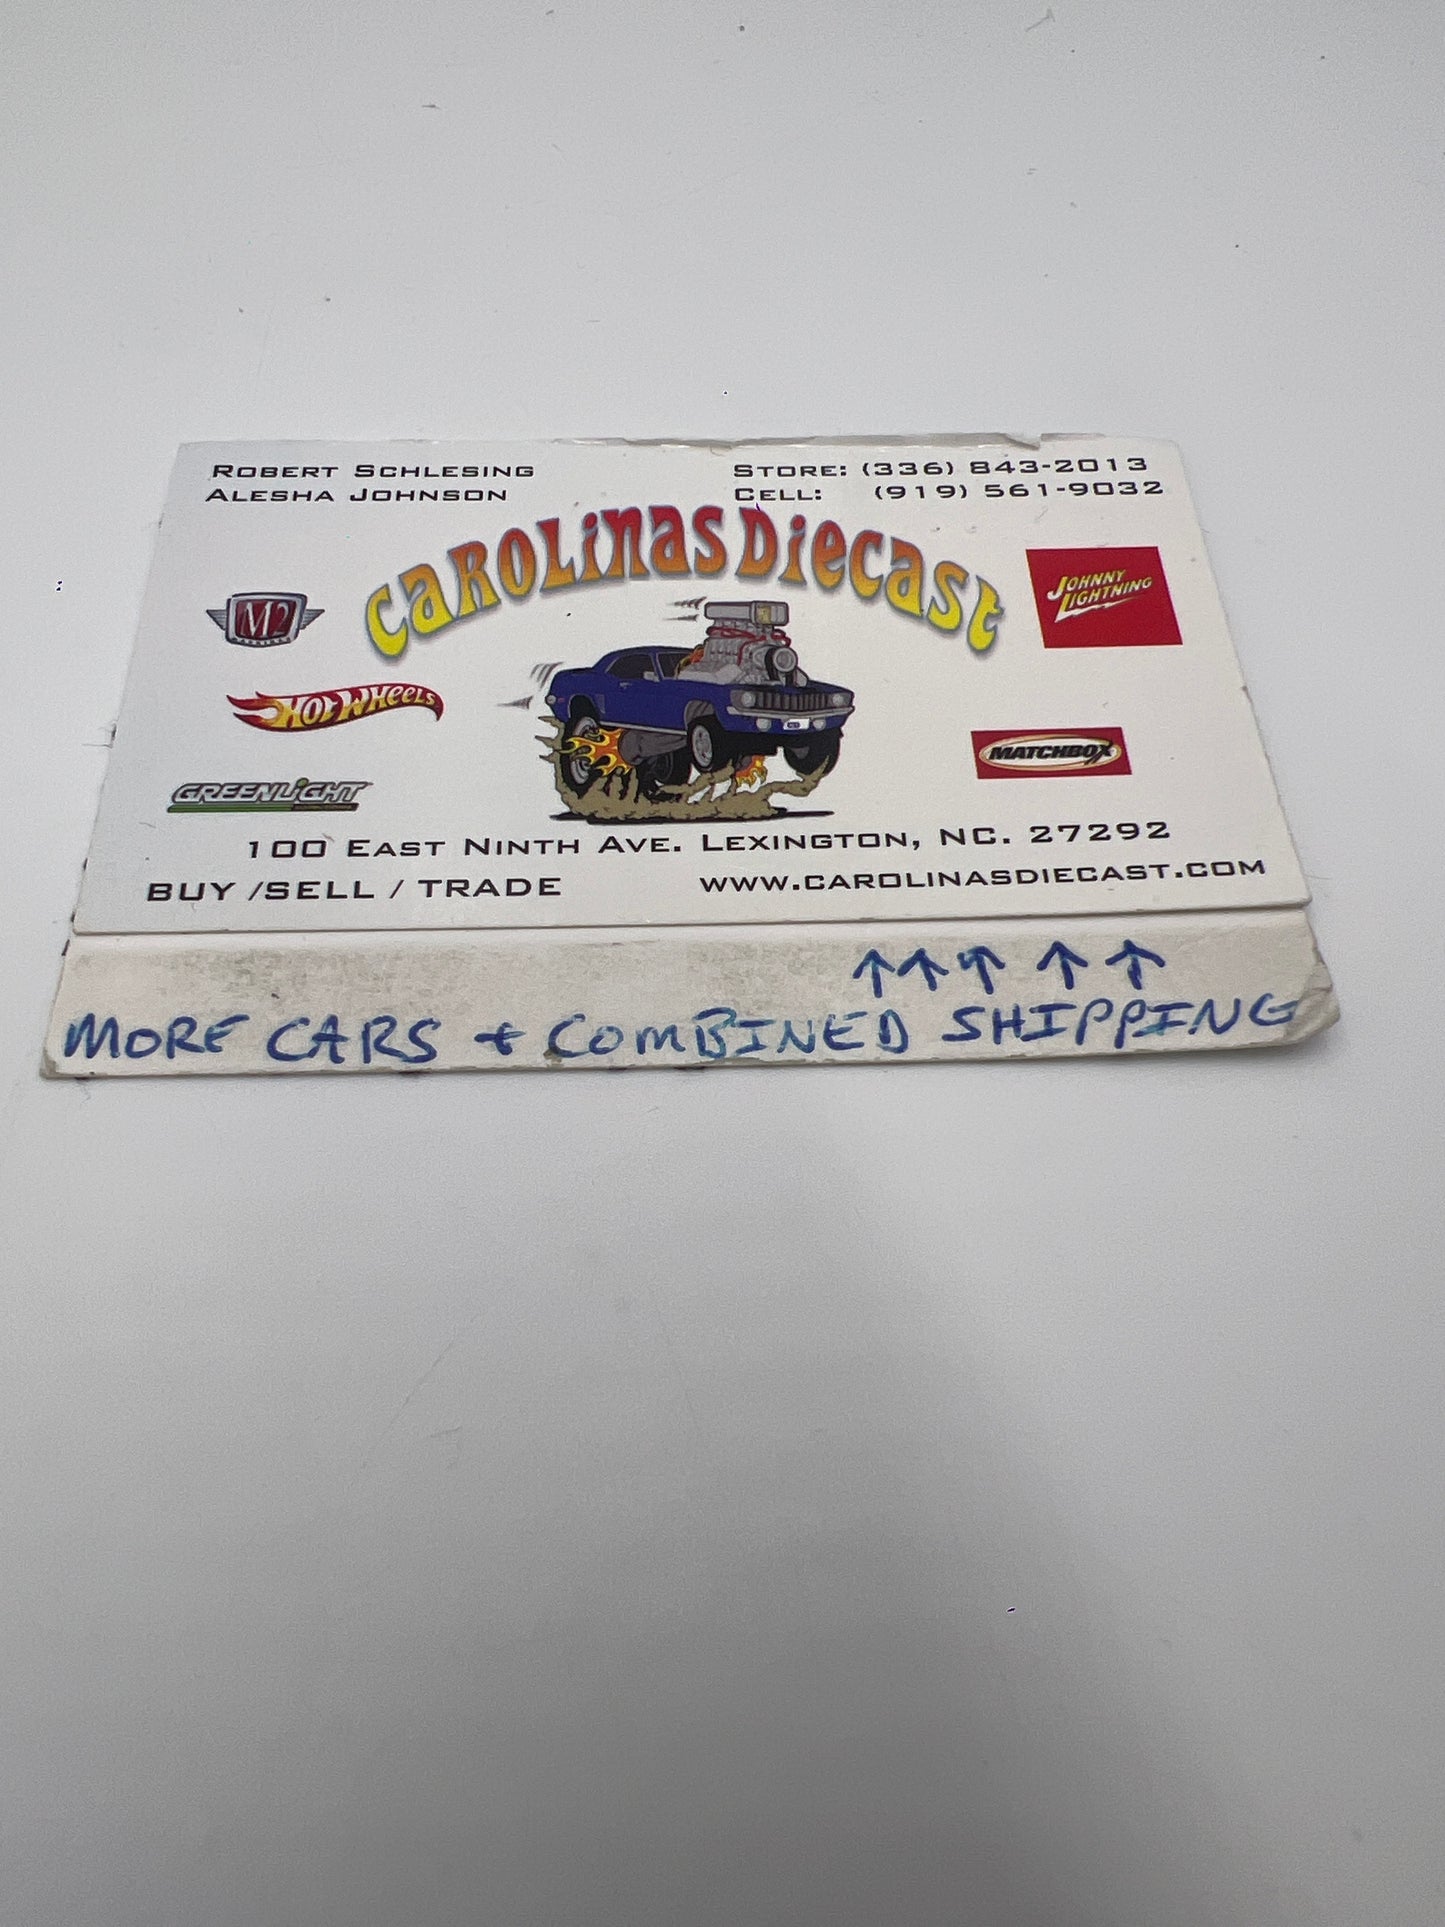 ROBERT SCHLESING
ALESHA JOHNSON
STORE: (336) 843-2013
CELL: (919) 561-9032
CAROLINAS DIECAST
M2
JOHNNY
LIGHTNING
HOT WHEELS
MATCHBOX
GREENLIGHT
100 EAST NINTH AVE. LEXINGTON, NC. 27292
BUY /SELL / TRADE
WWW.CAROLINASDIECAST.COM
↑↑↑↑↑
MORE CARS + COMBINED SHIPPING